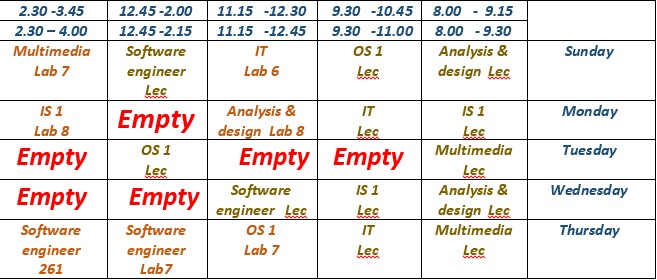 2.30 -3.45 12.45 -2.00 11.15 -12.30 9.30 -10.45 8.00 - 9.15
2.30 – 4.00 12.45 -2.15 11.15 -12.45 9.30 -11.00 8.00 - 9.30
Multimedia Software IT OS 1 Analysis & Sunday
Lab 7 engineer Lab 6 Lec design Lec
Lec
IS 1 Empty Analysis & IT IS 1 Monday
Lab 8 design Lab 8 Lec Lec
Empty OS 1 Empty Empty Multimedia Tuesday
Lec Lec
Empty Empty Software IS 1 Analysis & Wednesday
engineer Lec Lec design Lec
Software Software OS 1 IT Multimedia Thursday
engineer engineer Lab 7 Lec Lec
261 Lab7